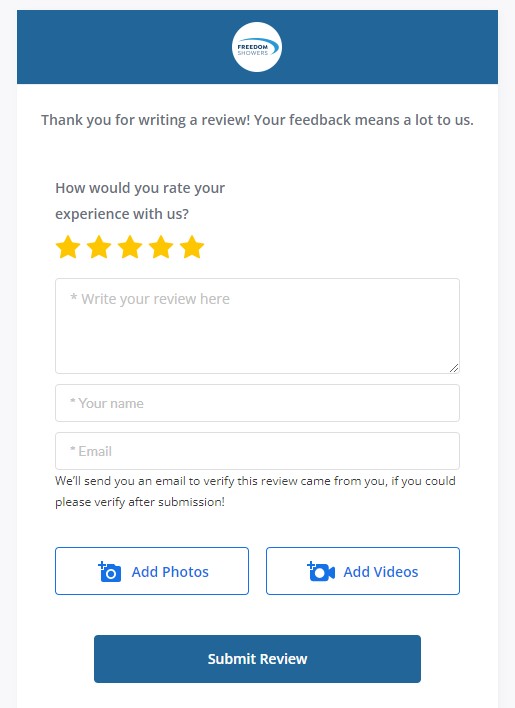 FREEDOM
SHOWERS
Thank you for writing a review! Your feedback means a lot to us.
How would you rate your
experience with us?
* Write your review here
* Your name
* Email
We'll send you an email to verify this review came from you, if you could
please verify after submission!
Add Photos
Add Videos
Submit Review